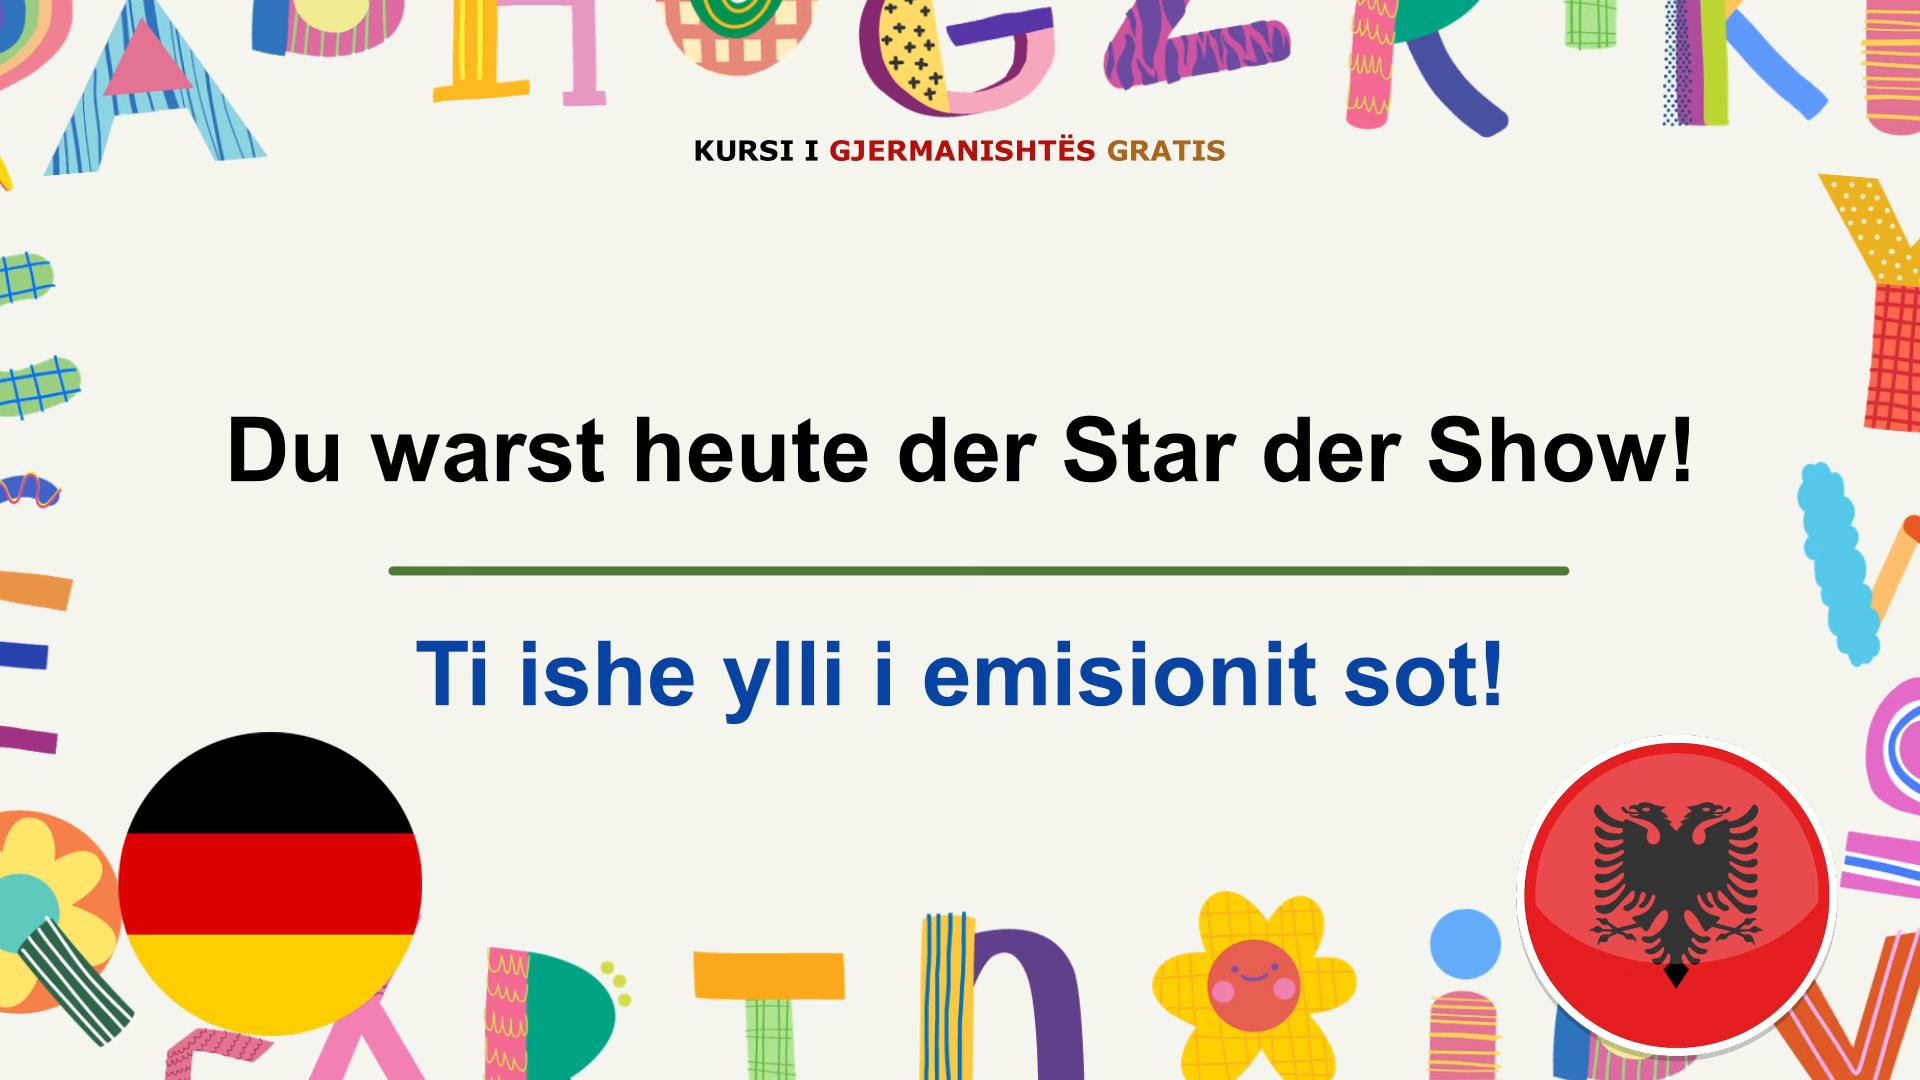 KURSI I GJERMANISHTËS GRATIS
Du warst heute der Star der Show!
Ti ishe ylli i emisionit sot!